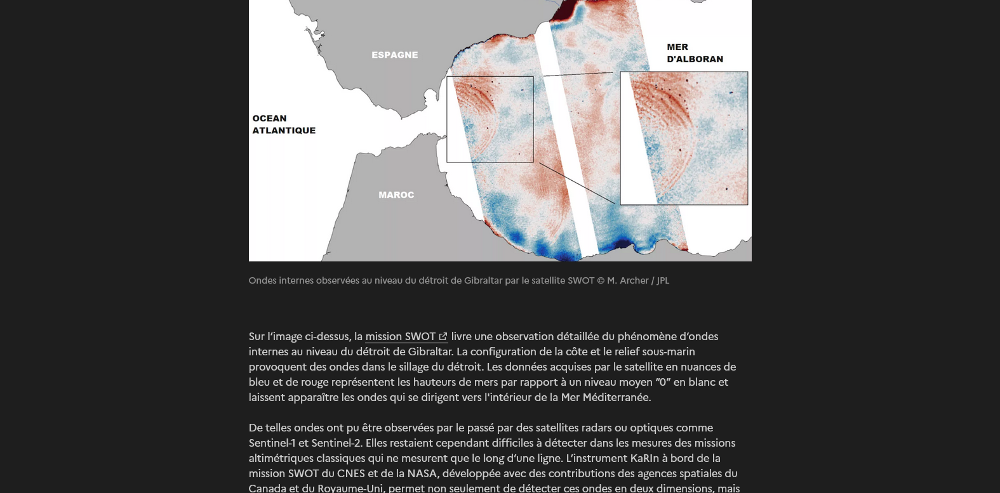 ESPAGNE
MER
D'ALBORAN
OCEAN
ATLANTIQUE
MAROC
Ondes internes observées au niveau du détroit de Gibraltar par le satellite SWOT © M. Archer / JPL
Sur l’image ci-dessus, la mission SWOT livre une observation détaillée du phénomène d’ondes
internes au niveau du détroit de Gibraltar. La configuration de la côte et le relief sous-marin
provoquent des ondes dans le sillage du détroit. Les données acquises par le satellite en nuances de
bleu et de rouge représentent les hauteurs de mers par rapport à un niveau moyen “0” en blanc et
laissent apparaître les ondes qui se dirigent vers l'intérieur de la Mer Méditerranée.
De telles ondes ont pu être observées par le passé par des satellites radars ou optiques comme
Sentinel-1 et Sentinel-2. Elles restaient cependant difficiles à détecter dans les mesures des missions
altimétriques classiques qui ne mesurent que le long d’une ligne. L’instrument KaRIn à bord de la
mission SWOT du CNES et de la NASA, développée avec des contributions des agences spatiales du
Canada et du Royaume-Uni, permet non seulement de détecter ces ondes en deux dimensions, mais